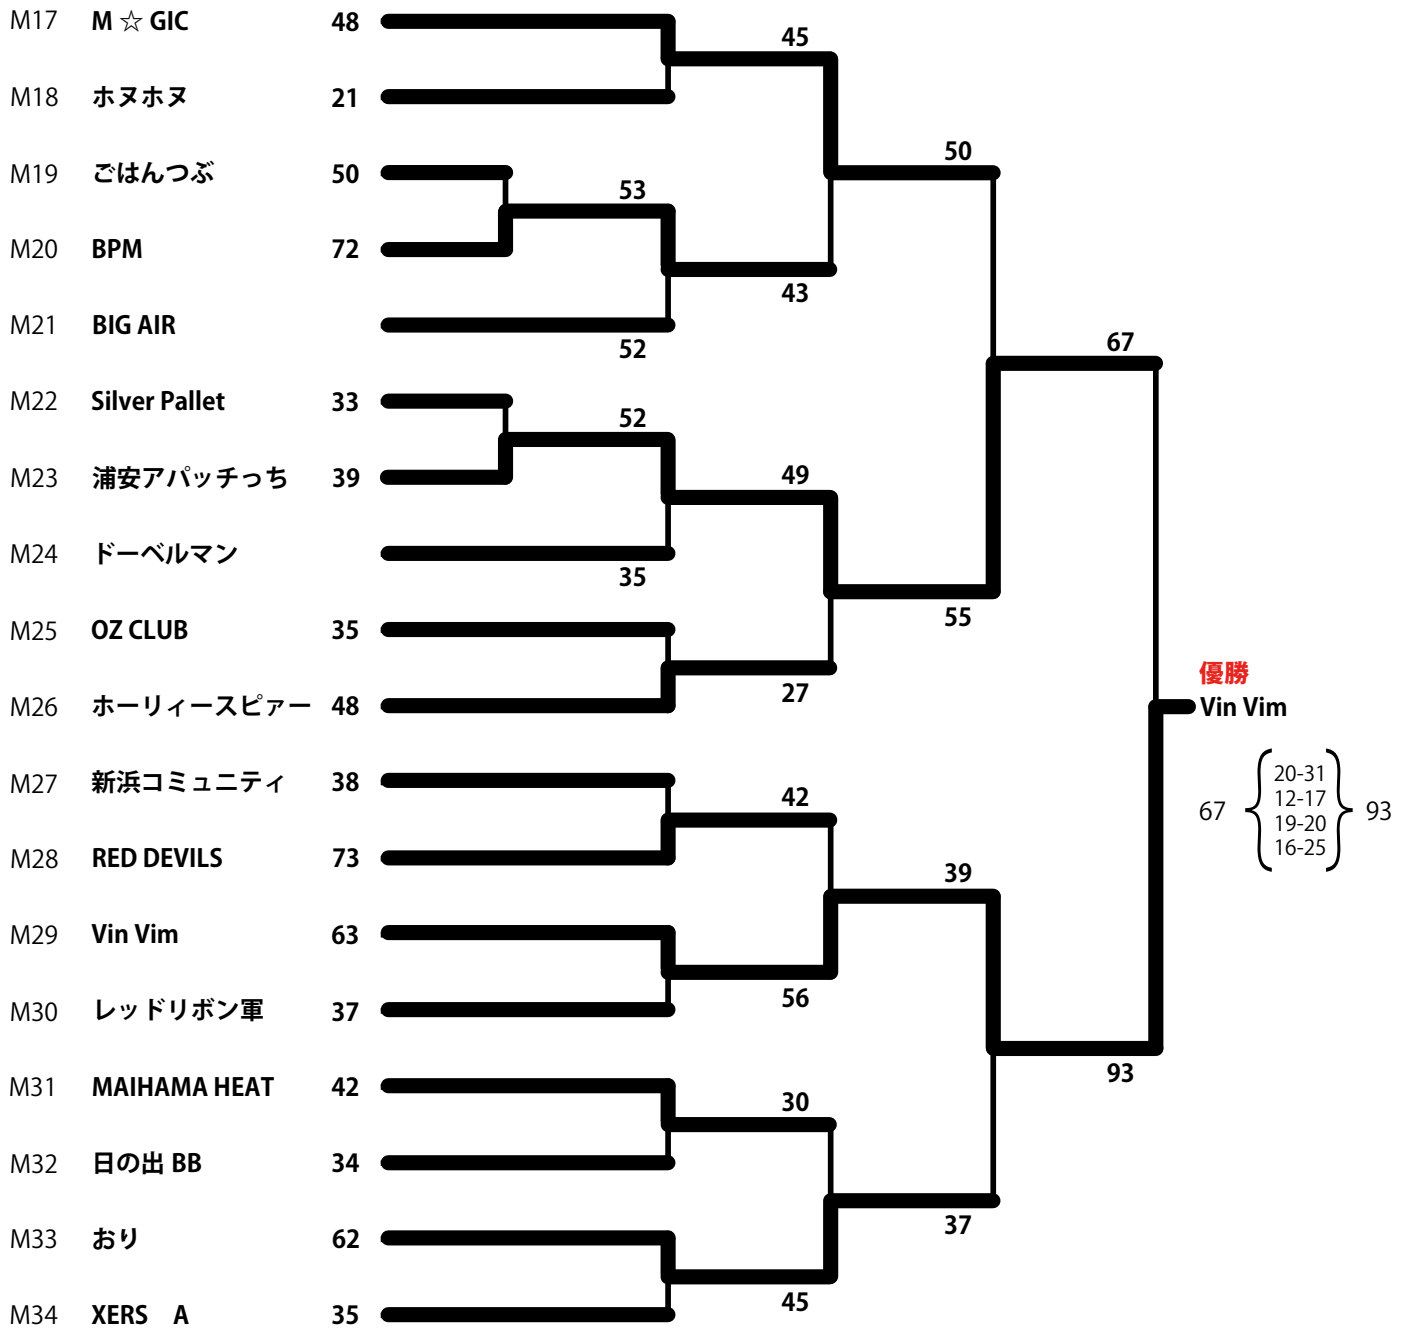 M17 M ☆ GIC 48
45
M18 ホヌホヌ 21
50
M19 ごはんつぶ 50
53
M20 BPM 72
43
M21 BIG AIR
67
52
M22 Silver Pallet 33
52
M23 浦安アパッチっち 39
49
M24 ドーベルマン
35
55
M25 OZ CLUB 35
優勝
27
M26 ホーリィースピァー 48
Vin Vim
M27 新浜コミュニティ 38
20-31
42
12-17
67 93
19-20
16-25
M28 RED DEVILS 73
39
M29 Vin Vim 63
56
M30 レッドリボン軍 37
93
M31 MAIHAMA HEAT 42
30
M32 日の出 BB 34
37
M33 おり 62
45
M34 XERS A 35